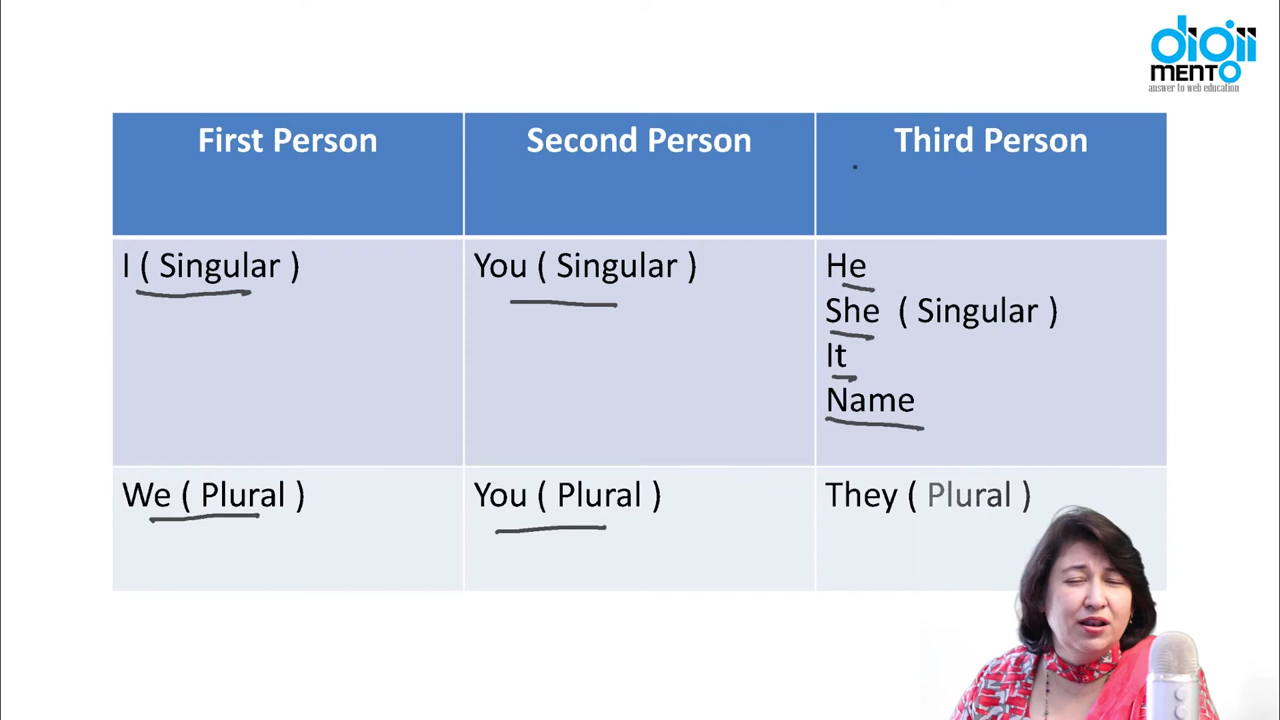 digii
MENTO
answer to web education
First Person
Second Person
Third Person
I ( Singular )
You ( Singular )
He
She ( Singular )
It
Name
We ( Plural )
You ( Plural )
They ( Plural )